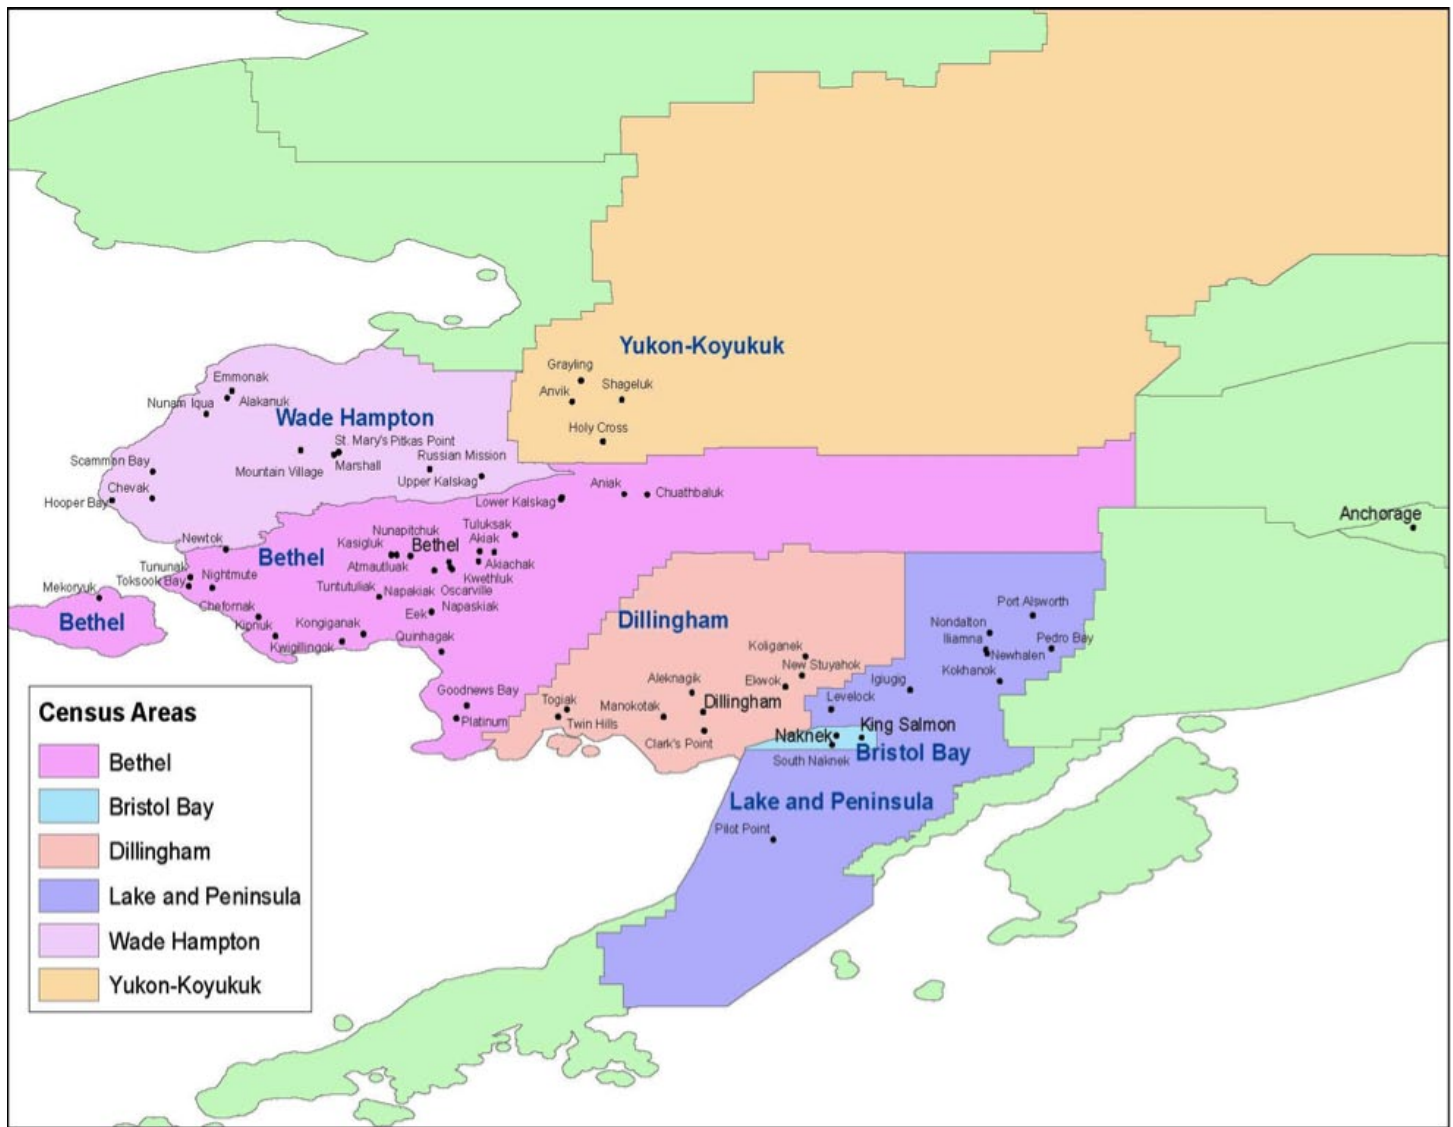 Yukon-Koyukuk
Grayling
Anvik
Shageluk
Holy Cross
Emmonak
Nunam Iqua
Alakanuk
Wade Hampton
St. Mary's
Pitkas Point
Mountain Village
Marshall
Russian Mission
Scammon Bay
Upper Kalskag
Chevak
Hooper Bay
Lower Kalskag
Aniak
Chuathbaluk
Anchorage
Newtok
Bethel
Nunapitchuk
Tuluksak
Kasigluk
Bethel
Akiak
Atmautluak
Akiachak
Kwethluk
Tununak
Toksook Bay
Nightmute
Mekoryuk
Tuntutuliak
Napakiak
Oscarville
Bethel
Chefornak
Eek
Napaskiak
Kipnuk
Kongiganak
Kwigillingok
Quinhagak
Dillingham
Port Alsworth
Nondalton
Iliamna
Pedro Bay
Newhalen
Koliganek
New Stuyahok
Kokhanok
Aleknagik
Ekwok
Igiugig
Goodnews Bay
Togiak
Manokotak
Dillingham
Levelock
Platinum
Twin Hills
Clark's Point
Naknek
King Salmon
South Naknek
Bristol Bay
Lake and Peninsula
Pilot Point
Census Areas
Bethel
Bristol Bay
Dillingham
Lake and Peninsula
Wade Hampton
Yukon-Koyukuk